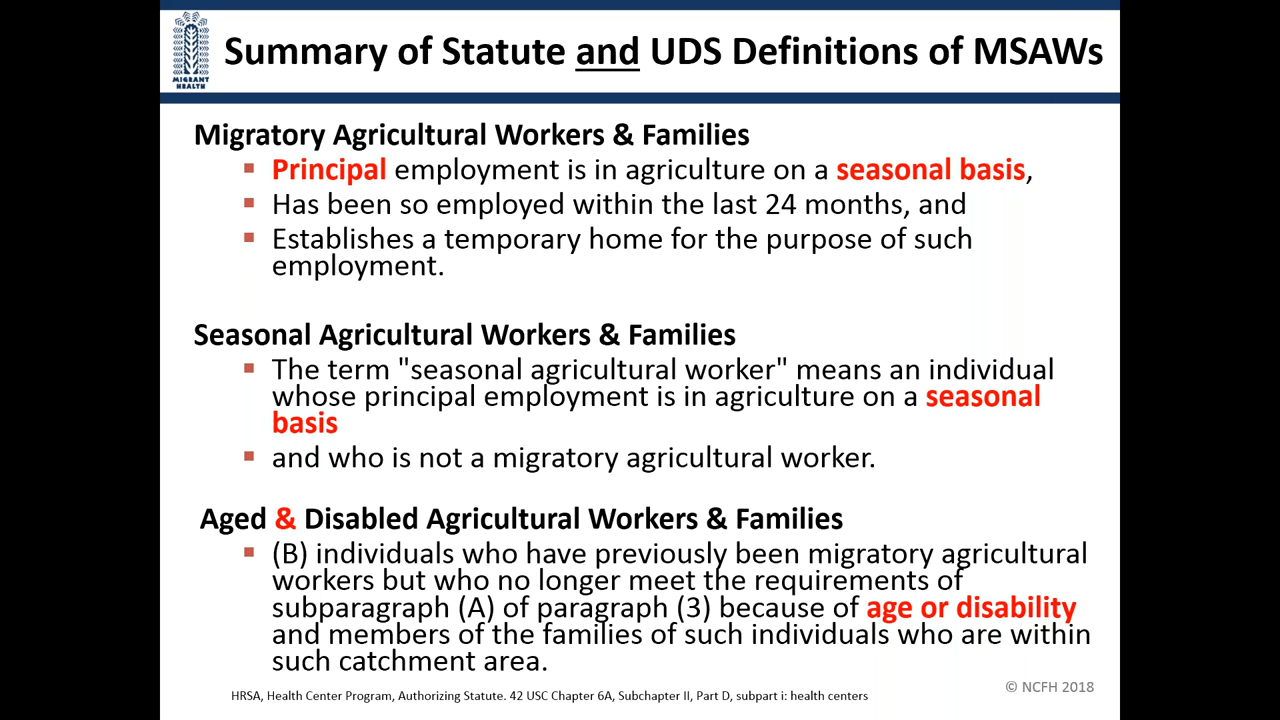 MIGRANT
HEALTH
Summary of Statute and UDS Definitions of MSAWs
Migratory Agricultural Workers & Families
Principal employment is in agriculture on a seasonal basis,
Has been so employed within the last 24 months, and
Establishes a temporary home for the purpose of such
employment.
Seasonal Agricultural Workers & Families
The term "seasonal agricultural worker" means an individual
whose principal employment is in agriculture on a seasonal
basis
and who is not a migratory agricultural worker.
Aged & Disabled Agricultural Workers & Families
(B) individuals who have previously been migratory agricultural
workers but who no longer meet the requirements of
subparagraph (A) of paragraph (3) because of age or disability
and members of the families of such individuals who are within
such catchment area.
HRSA, Health Center Program, Authorizing Statute. 42 USC Chapter 6A, Subchapter II, Part D, subpart i: health centers
© NCFH 2018